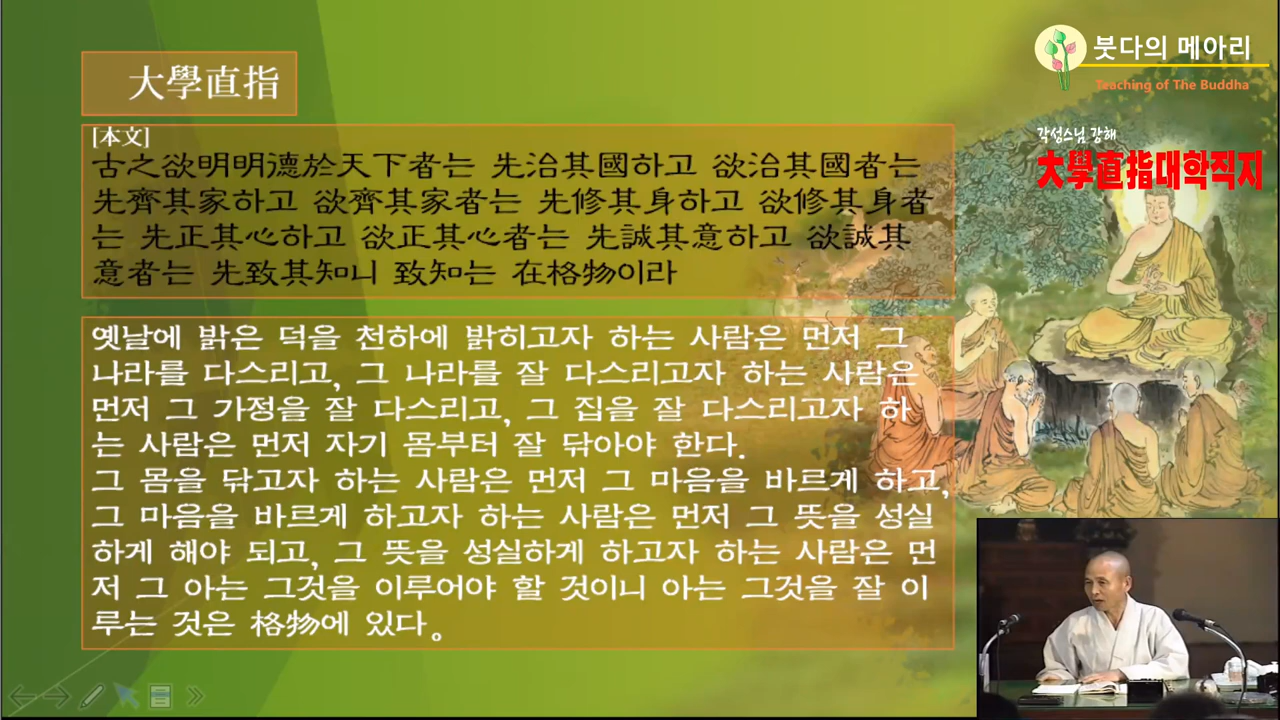 大學直指
[本文]
古之欲明明德於天下者는 先治其國하고 欲治其國者는
先齊其家하고 欲齊其家者는 先修其身하고 欲修其身者
는 先正其心하고 欲正其心者는 先誠其意하고 欲誠其
意者는 先致其知니 致知는 在格物이라
옛날에 밝은 덕을 천하에 밝히고자 하는 사람은 먼저 그
나라를 다스리고, 그 나라를 잘 다스리고자 하는 사람은
먼저 그 가정을 잘 다스리고, 그 집을 잘 다스리고자 하
는 사람은 먼저 자기 몸부터 잘 닦아야 한다.
그 몸을 닦고자 하는 사람은 먼저 그 마음을 바르게 하고,
그 마음을 바르게 하고자 하는 사람은 먼저 그 뜻을 성실
하게 해야 되고, 그 뜻을 성실하게 하고자 하는 사람은 먼
저 그 아는 그것을 이루어야 할 것이니 아는 그것을 잘 이
루는 것은 格物에 있다。
붓다의 메아리
Teaching of The Buddha
각성스님 강해
大學直指대학직지